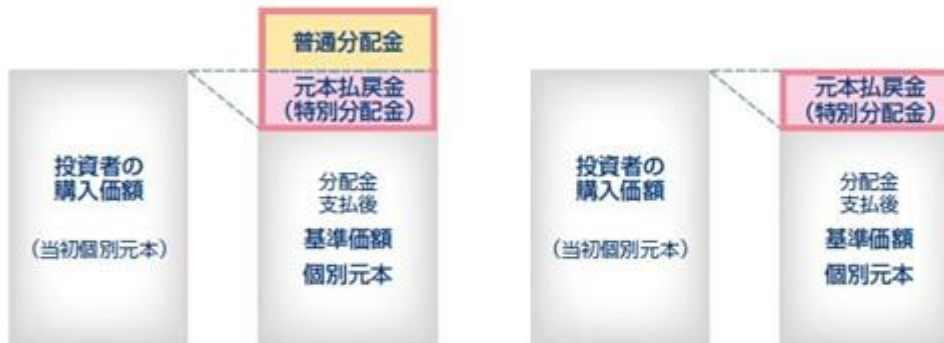 普通分配金
元本払戻金
（特別分配金）
投資者の
購入価額
（当初個別元本）
分配金
支払後
基準価額
個別元本
元本払戻金
（特別分配金）
投資者の
購入価額
（当初個別元本）
分配金
支払後
基準価額
個別元本